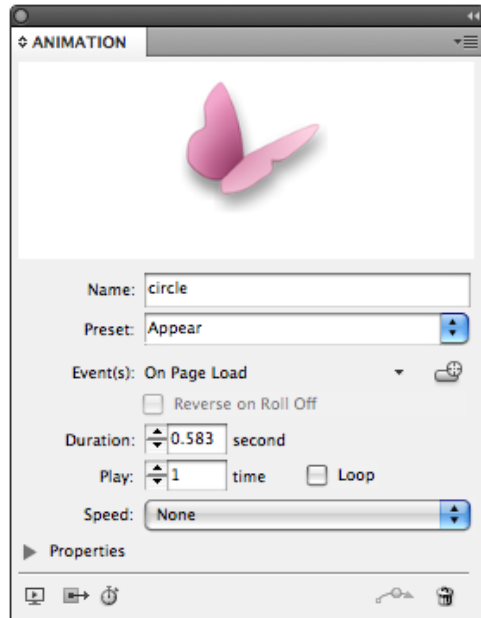 ANIMATION
Name: circle
Preset: Appear
Event(s): On Page Load
Reverse on Roll Off
Duration: 0.583 second
Play: 1 time Loop
Speed: None
Properties